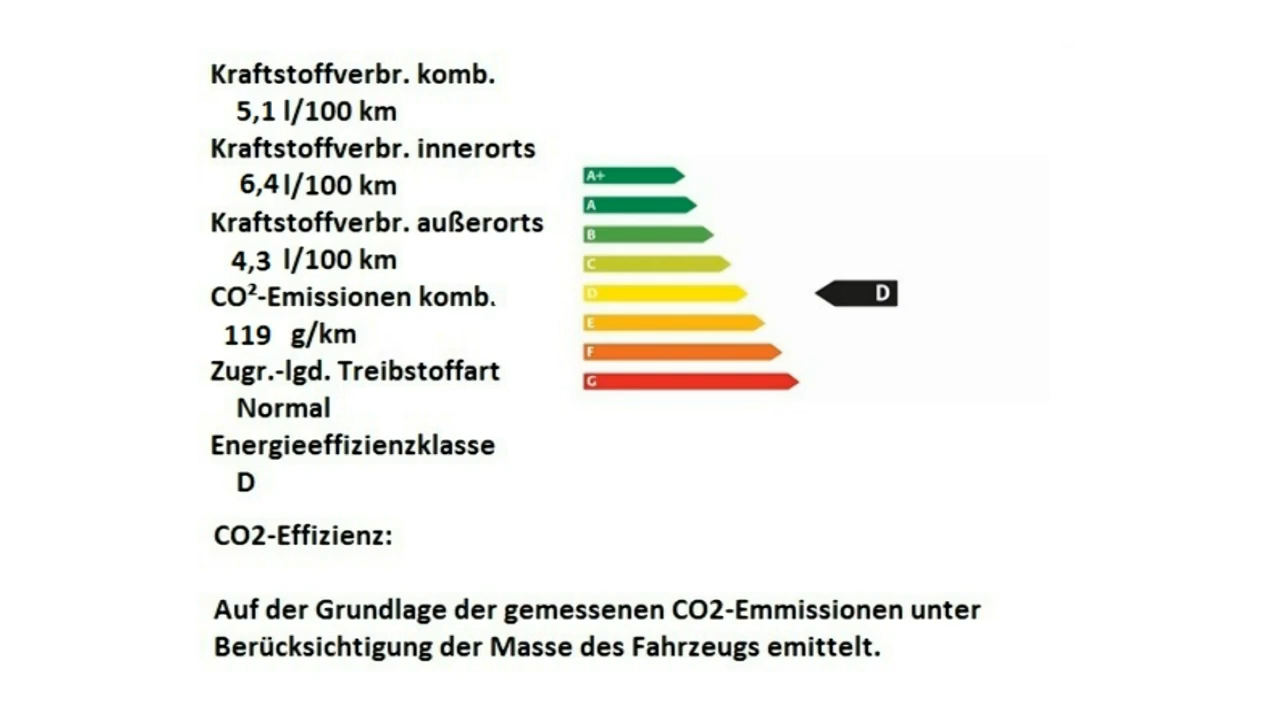 Kraftstoffverbr. komb.
5,1 l/100 km
Kraftstoffverbr. innerorts
6,4 l/100 km
Kraftstoffverbr. außerorts
4,3 l/100 km
CO²-Emissionen komb.
119 g/km
Zugr.-lgd. Treibstoffart
Normal
Energieeffizienzklasse
D
A+
A
B
C
D
D
E
F
G
CO2-Effizienz:
Auf der Grundlage der gemessenen CO2-Emmissionen unter
Berücksichtigung der Masse des Fahrzeugs emittelt.